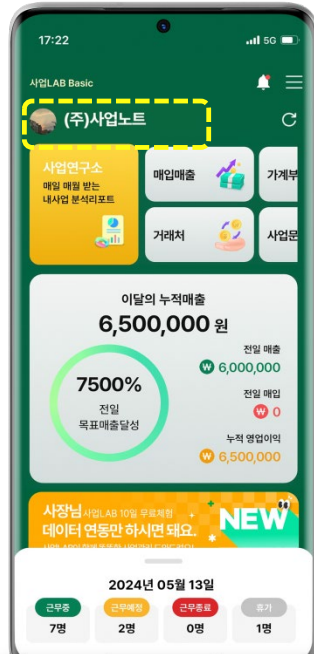 17:22
5G
사업LAB Basic
(주)사업노트
사업연구소
매일 매월 받는
내사업 분석리포트
매입매출
가계부
거래처
사업문
이달의 누적매출
6,500,000 원
7500%
전일
목표매출달성
전일 매출
₩ 6,000,000
전일 매입
₩ 0
누적 영업이익
₩ 6,500,000
사장님 사업LAB 10일 무료체험
데이터 연동만 하시면 돼요.
NEW
2024년 05월 13일
근무중
근무예정
근무종료
휴가
7명
2명
0명
1명